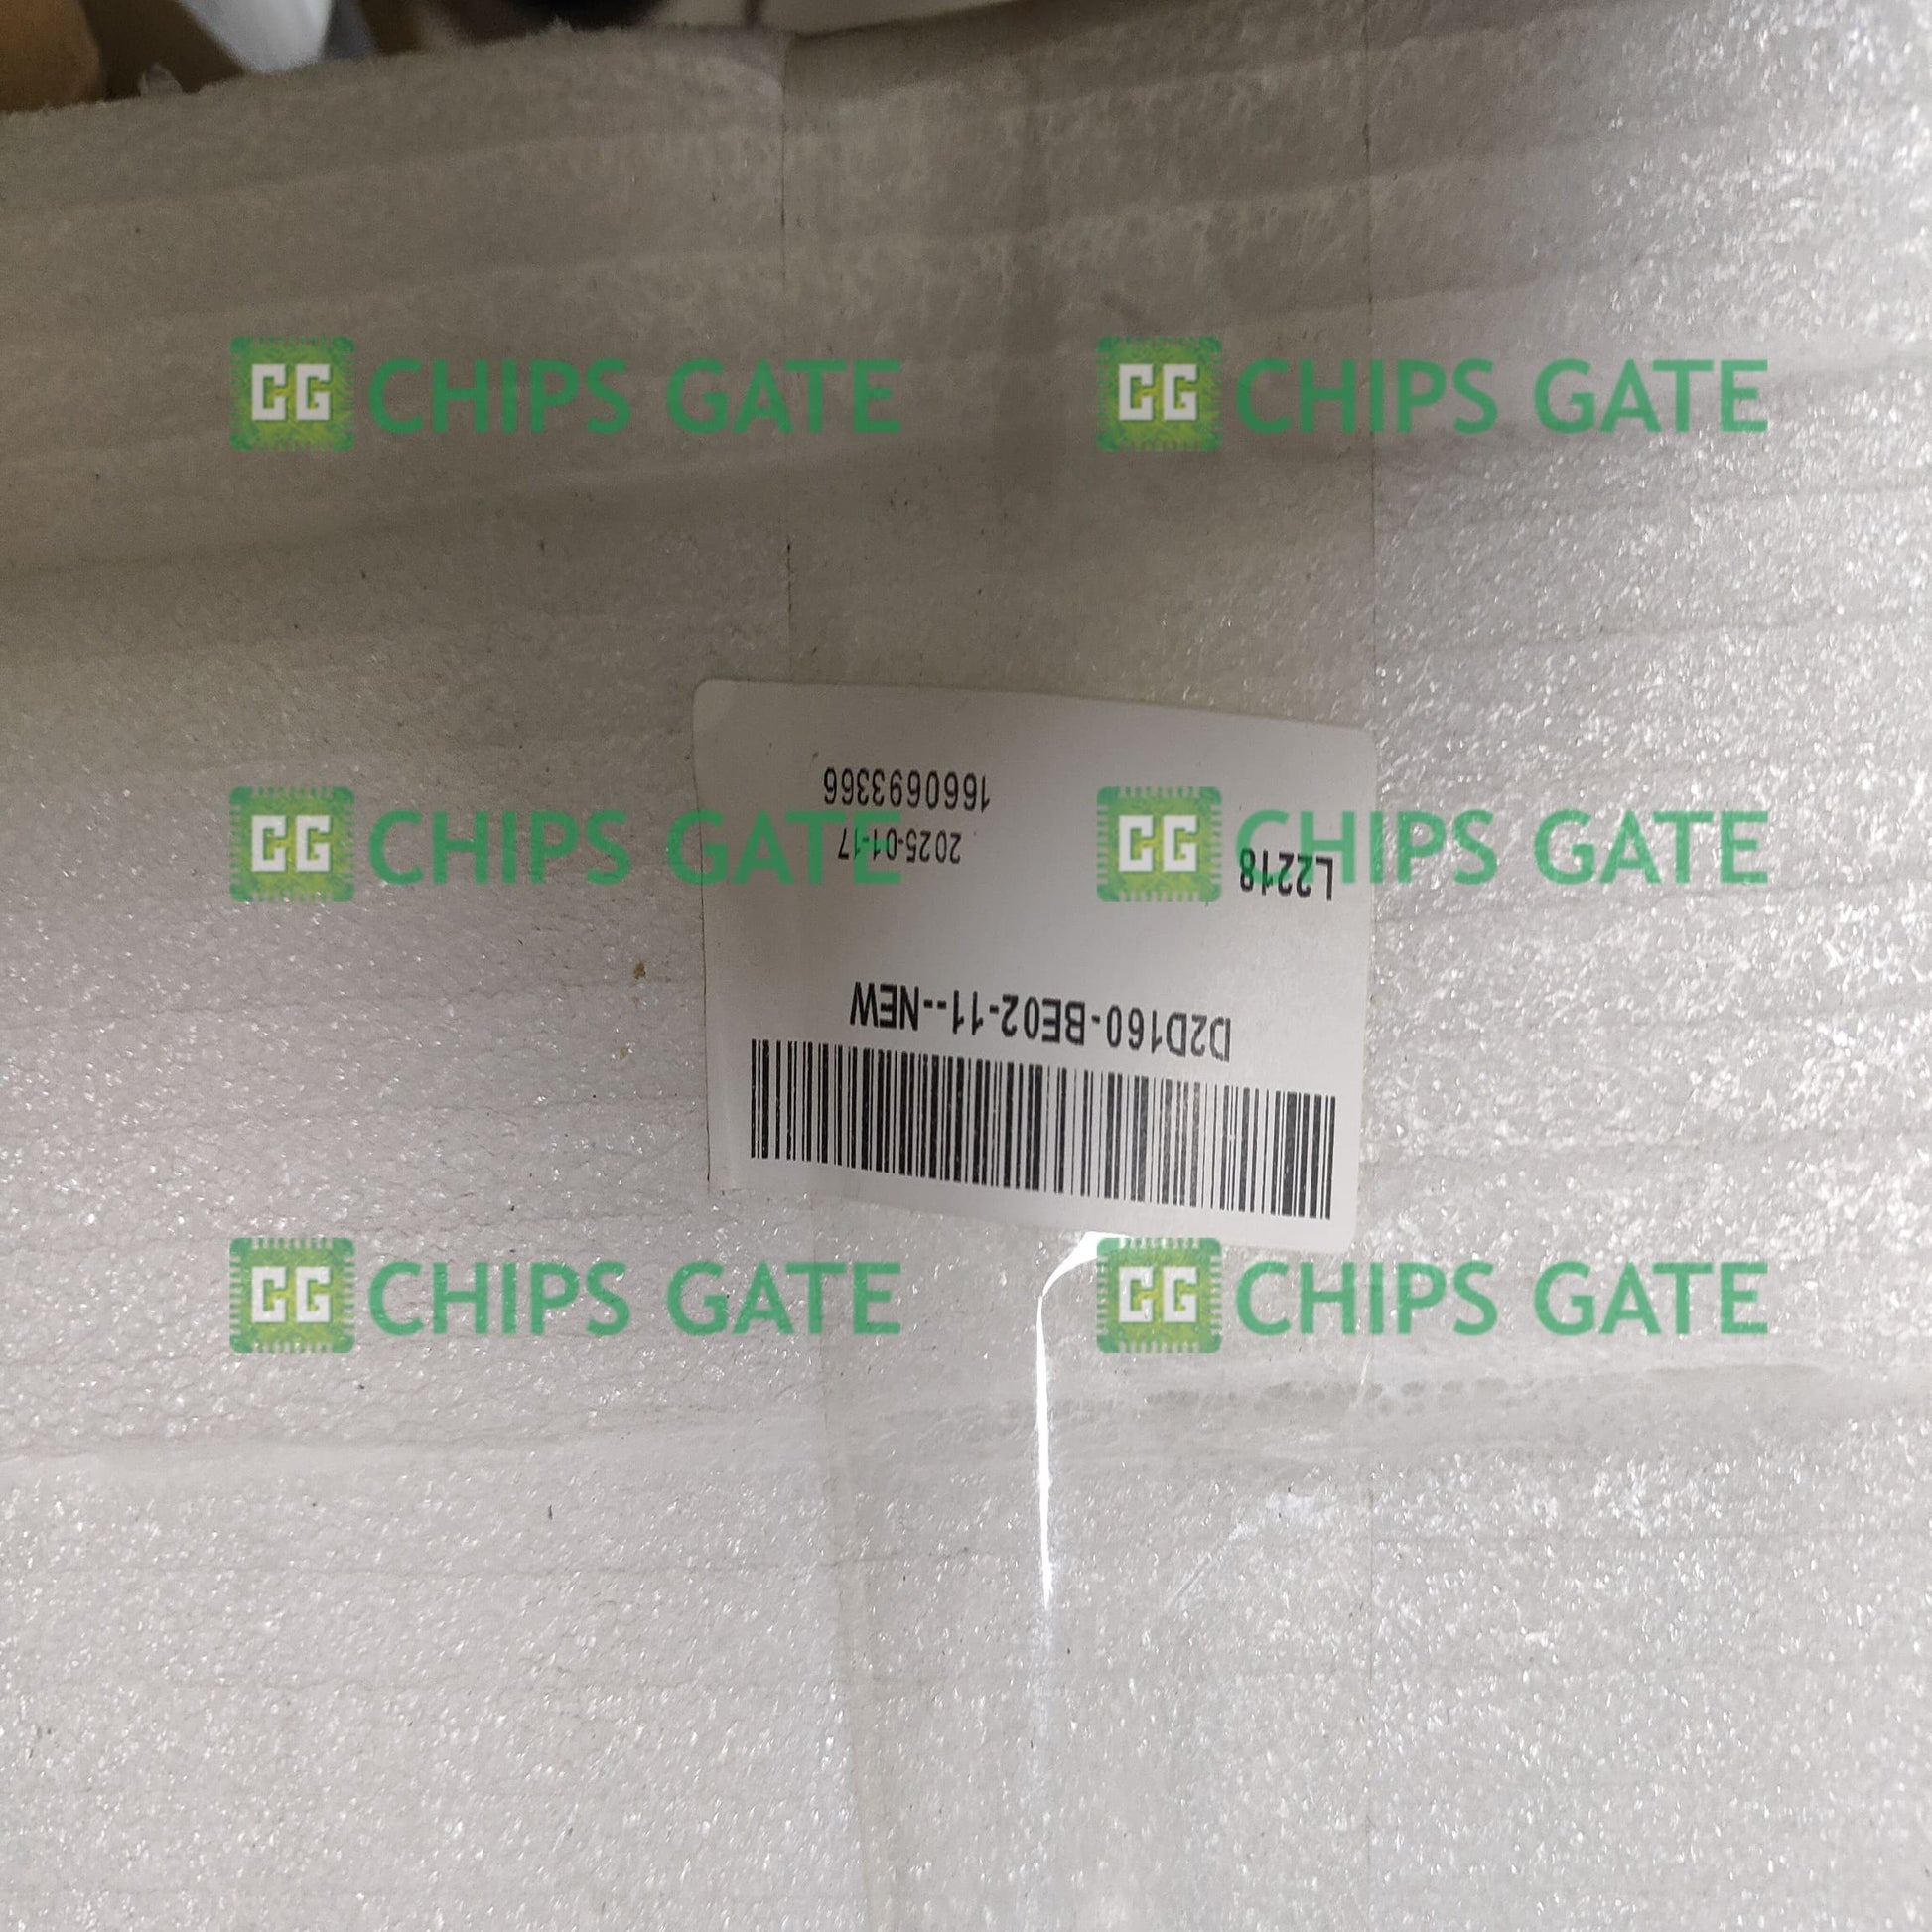 CG CHIPS GATE
CG CHIPS GATE
CG CHIPS GATE
CG CHIPS GATE
CG CHIPS GATE
CG CHIPS GATE
D2D160-BE02-11--NEW
L2218
2025-01-17
1660693366